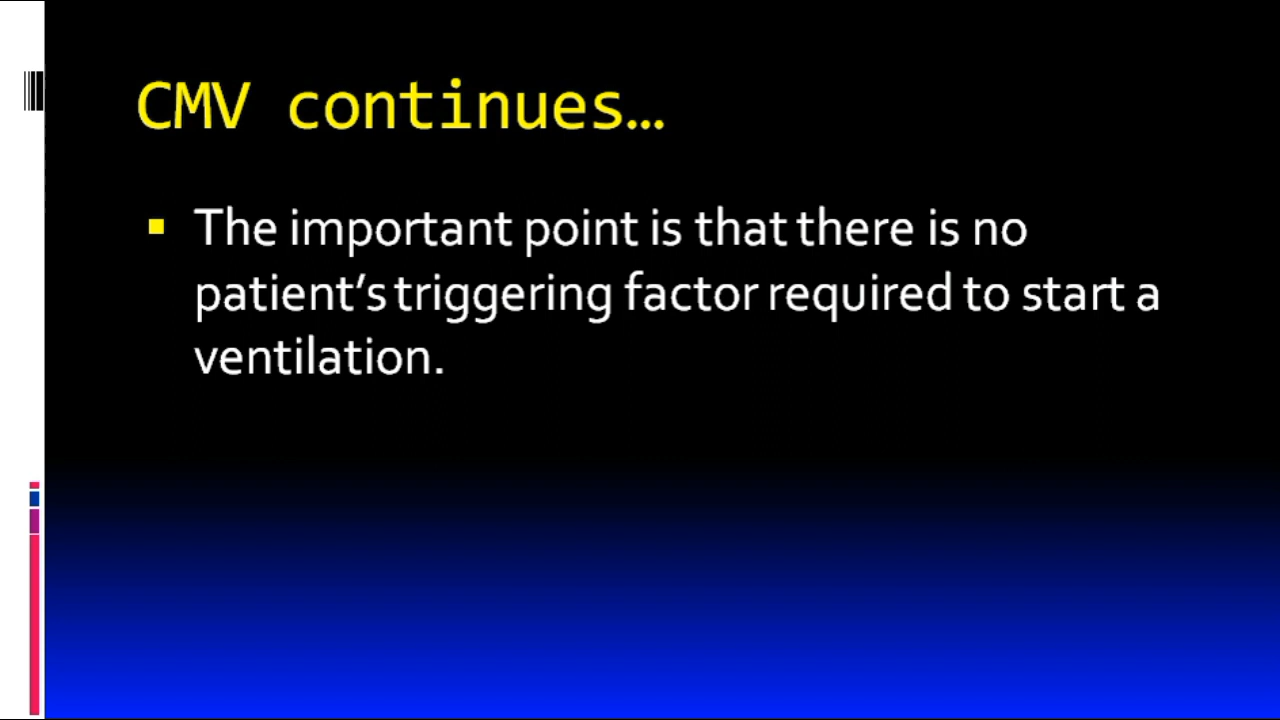 CMV continues…
The important point is that there is no
patient’s triggering factor required to start a
ventilation.